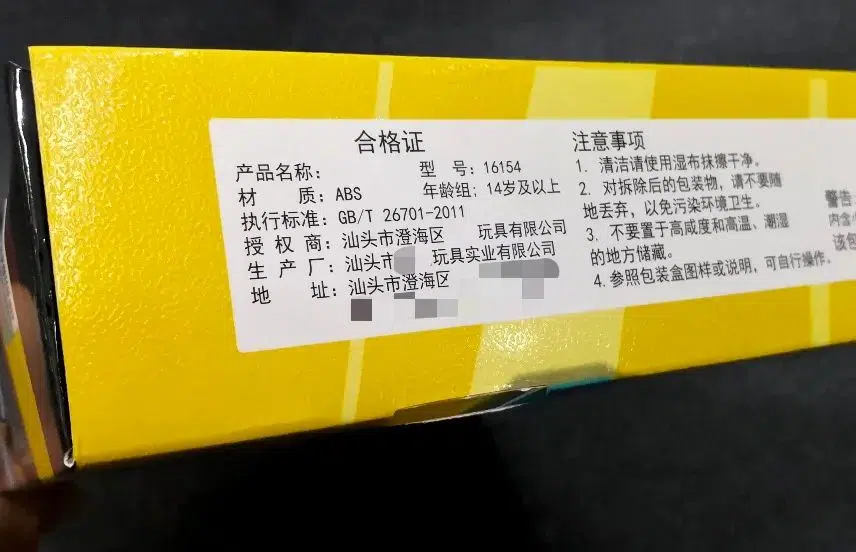 合格证
产品名称：
型 号：16154
材 质：ABS
年龄组：14岁及以上
执行标准：GB/T 26701-2011
授 权 商：汕头市澄海区 玩具有限公司
生 产 厂：汕头市 玩具实业有限公司
地 址：汕头市澄海区
注意事项
1. 清洁请使用湿布抹擦干净。
2. 对拆除后的包装物，请不要随
地丢弃，以免污染环境卫生。
3. 不要置于高咸度和高温、潮湿
的地方储藏。
4.参照包装盒图样或说明，可自行操作。
警告：
内含小
该包